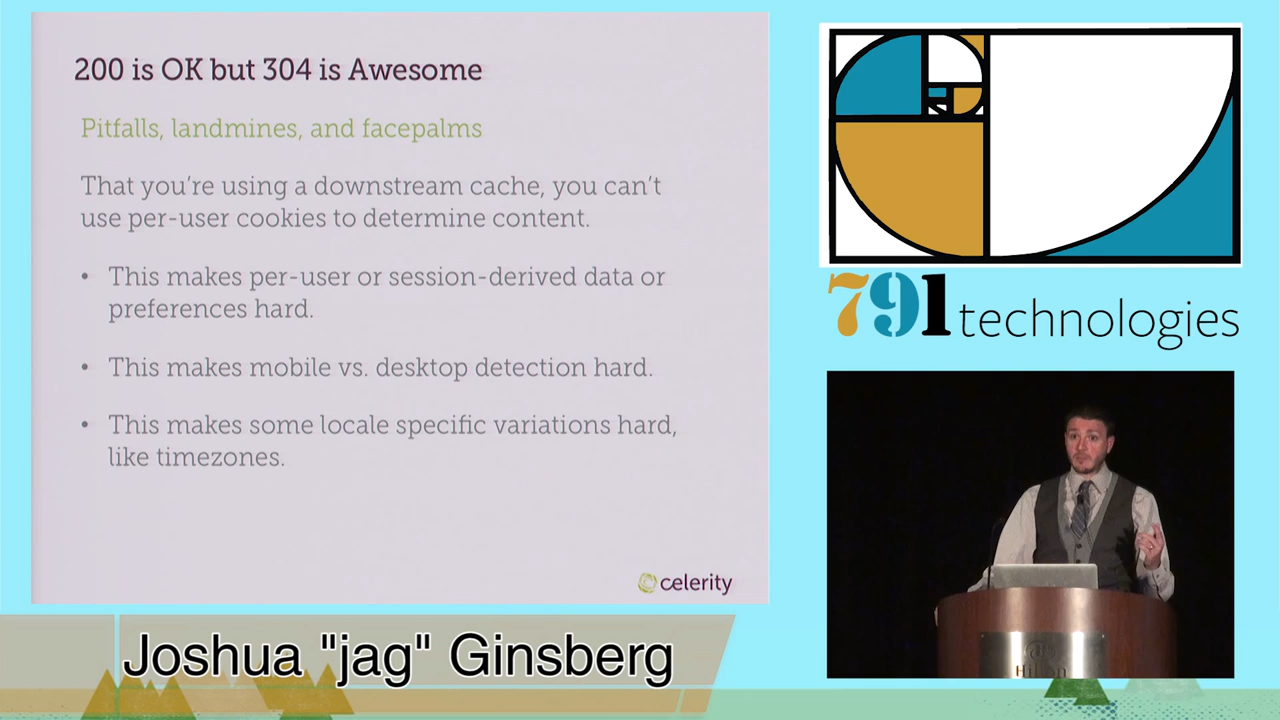 200 is OK but 304 is Awesome
Pitfalls, landmines, and facepalms
That you're using a downstream cache, you can't
use per-user cookies to determine content.
• This makes per-user or session-derived data or
preferences hard.
• This makes mobile vs. desktop detection hard.
• This makes some locale specific variations hard,
like timezones.
celerity
791 technologies
Hilton
Joshua "jag" Ginsberg